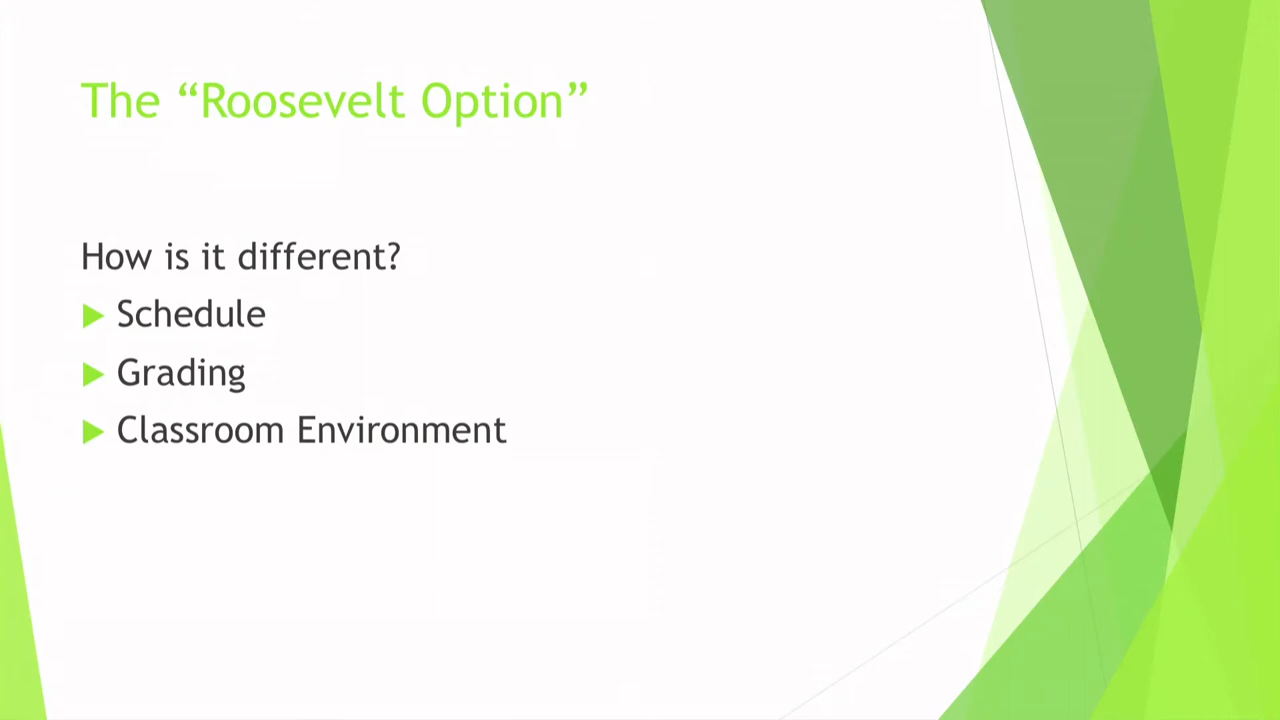 The “Roosevelt Option”
How is it different?
Schedule
Grading
Classroom Environment